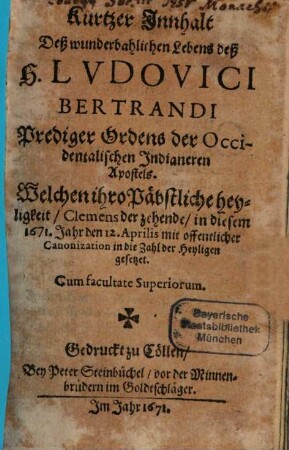 Kurtzer Innhalt
Deß wunderbahlichen Lebens deß
H. LVDOVICI
BERTRANDI
Prediger Ordens der Occi-
dentalischen Indianeren
Apostels.
Welchen ihro Päbstliche hey-
ligkeit / Clemens der zehende / in diesem
1671. Jahr den 12. Aprilis mit offentlicher
Canonization in die Zahl der Heyligen
gesetzet.
Cum facultate Superiorum.
Bayerische
Staatsbibliothek
München
Gedruckt zu Cöllen /
Bey Peter Steinbüchel / vor der Minnen-
brüdern im Goldtschläger.
Im Jahr 1671.